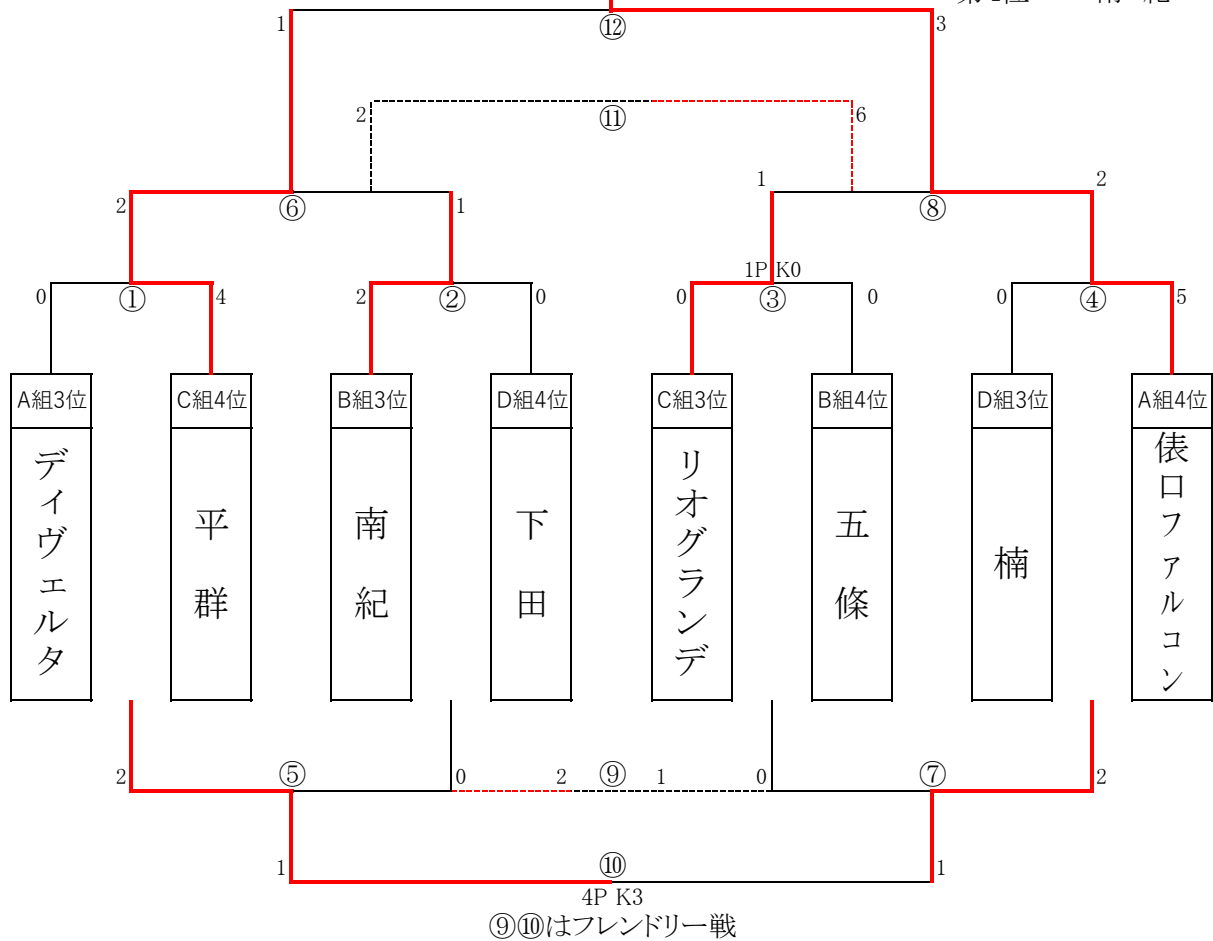 1 ⑫ 3
2 ⑪ 6
2 ⑥ 1 1 ⑧ 2
1P K0
0 ① 4 2 ② 0 0 ③ 0 0 ④ 5
A組3位 C組4位 B組3位 D組4位 C組3位 B組4位 D組3位 A組4位
ディヴェルタ
平群
南紀
下田
リオグランデ
五條
楠
俵口ファルコン
2 ⑤ 0 2 ⑨ 1 0 ⑦ 2
1 ⑩ 1
4P K3
⑨⑩はフレンドリー戦